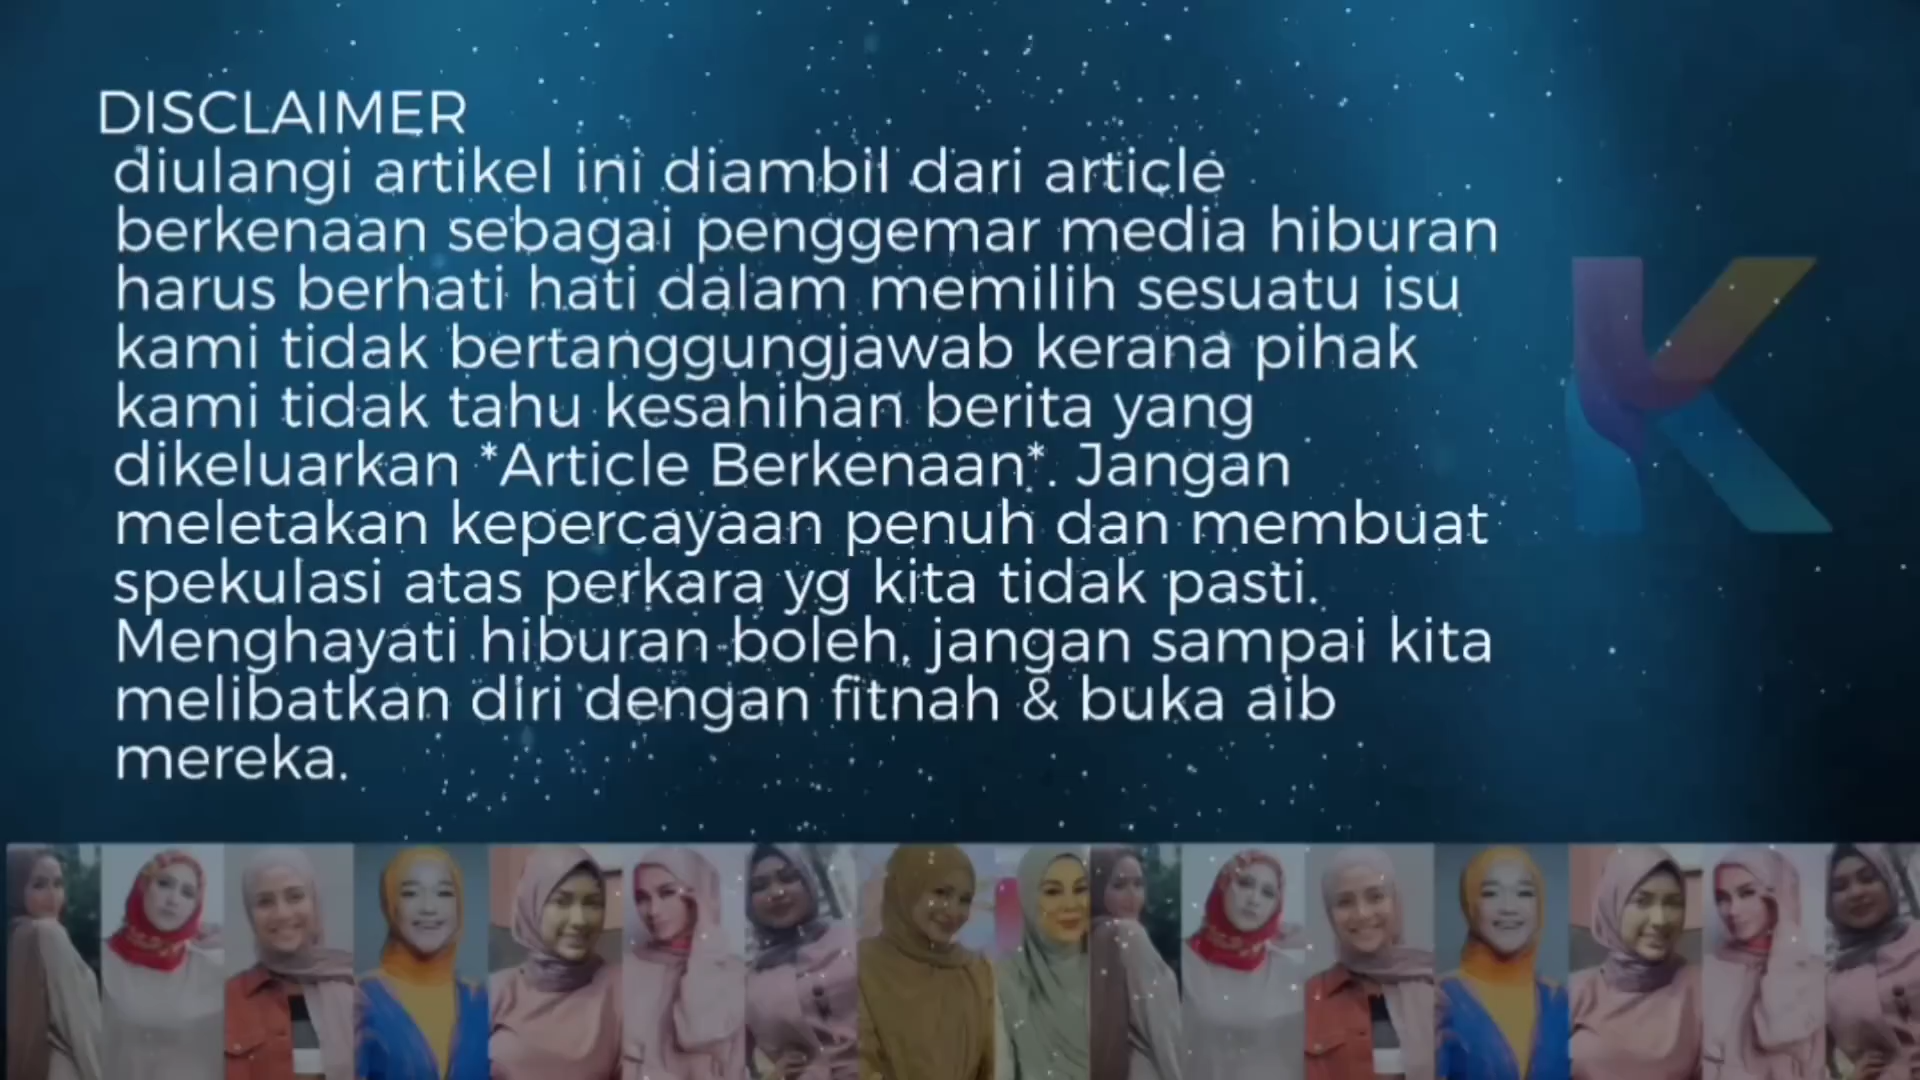 DISCLAIMER
diulangi artikel ini diambil dari article
berkenaan sebagai penggemar media hiburan
harus berhati hati dalam memilih sesuatu isu
kami tidak bertanggungjawab kerana pihak
kami tidak tahu kesahihan berita yang
dikeluarkan *Article Berkenaan*. Jangan
meletakan kepercayaan penuh dan membuat
spekulasi atas perkara yg kita tidak pasti.
Menghayati hiburan boleh, jangan sampai kita
melibatkan diri dengan fitnah & buka aib
mereka.
K